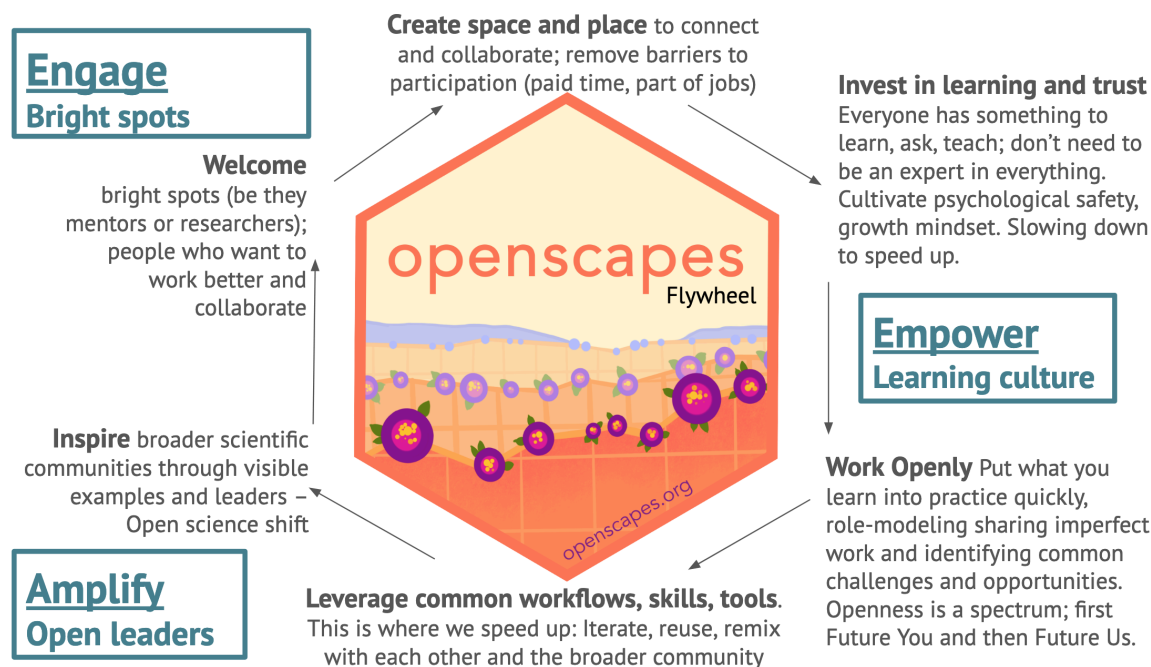 Engage
Bright spots
Create space and place to connect
and collaborate; remove barriers to
participation (paid time, part of jobs)
Invest in learning and trust
Everyone has something to
learn, ask, teach; don’t need to
be an expert in everything.
Cultivate psychological safety,
growth mindset. Slowing down
to speed up.
Empower
Learning culture
Work Openly Put what you
learn into practice quickly,
role-modeling sharing imperfect
work and identifying common
challenges and opportunities.
Openness is a spectrum; first
Future You and then Future Us.
Leverage common workflows, skills, tools.
This is where we speed up: Iterate, reuse, remix
with each other and the broader community
Amplify
Open leaders
Inspire broader scientific
communities through visible
examples and leaders –
Open science shift
Welcome
bright spots (be they
mentors or researchers);
people who want to
work better and
collaborate
openscapes
Flywheel
openscapes.org